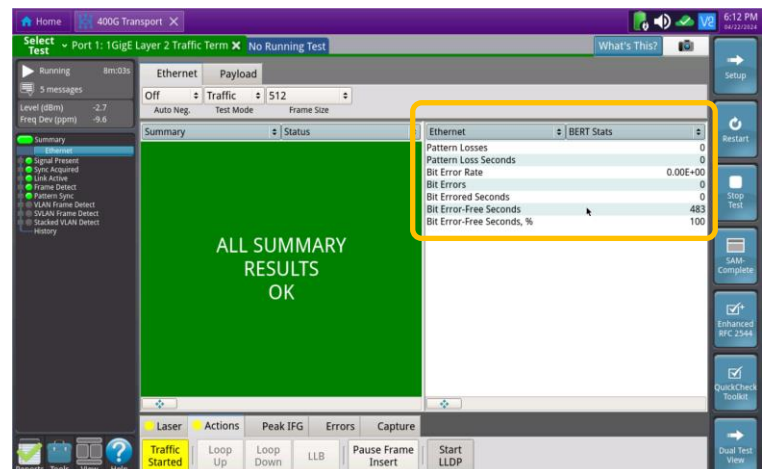 Home
400G Transport
6:12 PM
04/22/2024
Select Test
Port 1: 1GigE Layer 2 Traffic Term
No Running Test
What's This?
Running 8m:03s
5 messages
Level (dBm) -2.7
Freq Dev (ppm) -9.6
Summary
Ethernet
Signal Present
Sync Acquired
Link Active
Frame Detect
Pattern Sync
VLAN Frame Detect
SVLAN Frame Detect
Stacked VLAN Detect
History
Ethernet Payload
Off Traffic 512
Auto Neg. Test Mode Frame Size
Summary Status
ALL SUMMARY
RESULTS
OK
Ethernet BERT Stats
Pattern Losses 0
Pattern Loss Seconds 0
Bit Error Rate 0.00E+00
Bit Errors 0
Bit Errored Seconds 0
Bit Error-Free Seconds 483
Bit Error-Free Seconds, % 100
Laser Actions Peak IFG Errors Capture
Traffic Started
Loop Up
Loop Down
LLB
Pause Frame Insert
Start LLDP
Setup
Restart
Stop Test
SAM-Complete
Enhanced RFC 2544
QuickCheck Toolkit
Dual Test View
Reports Tools View Help